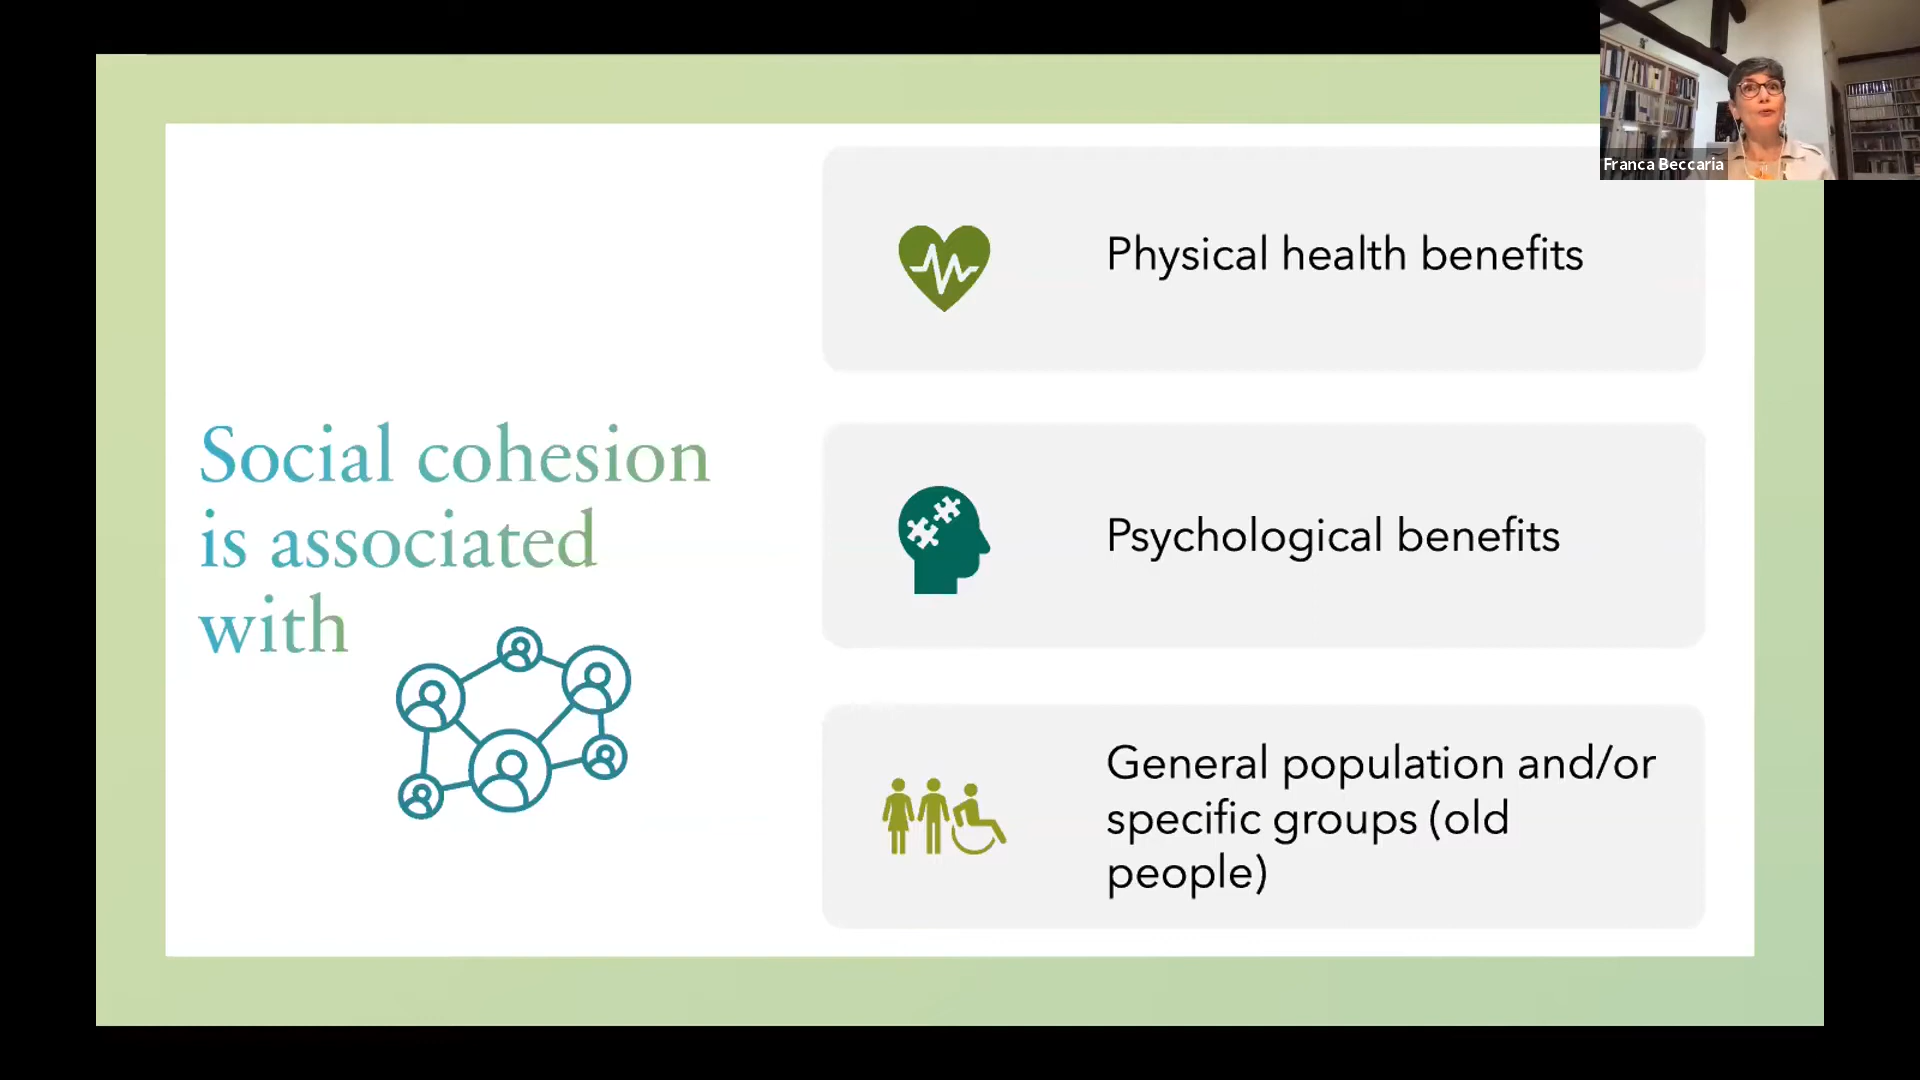 Franca Beccaria
Social cohesion
is associated
with
Physical health benefits
Psychological benefits
General population and/or
specific groups (old
people)